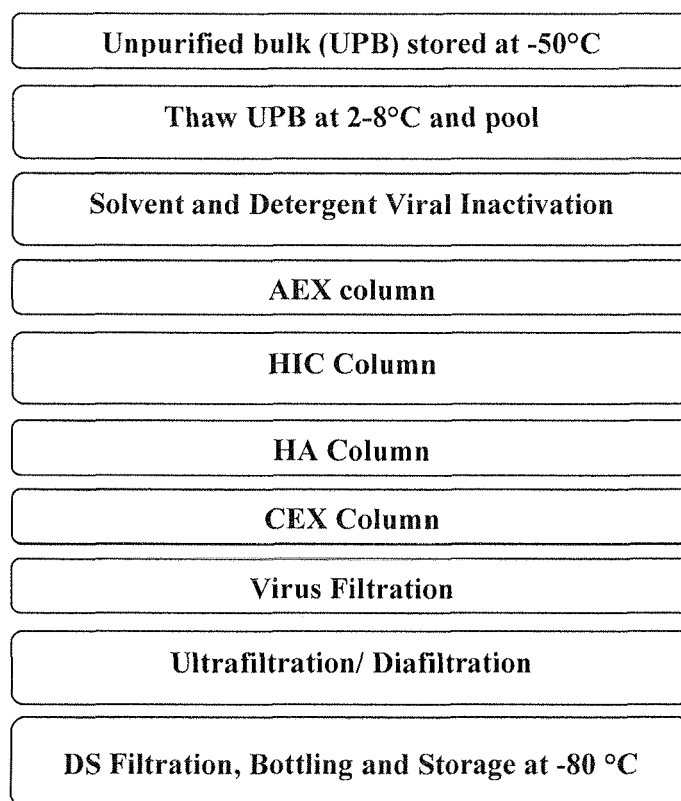 Unpurified bulk (UPB) stored at -50°C
Thaw UPB at 2-8°C and pool
Solvent and Detergent Viral Inactivation
AEX column
HIC Column
HA Column
CEX Column
Virus Filtration
Ultrafiltration/ Diafiltration
DS Filtration, Bottling and Storage at -80 °C